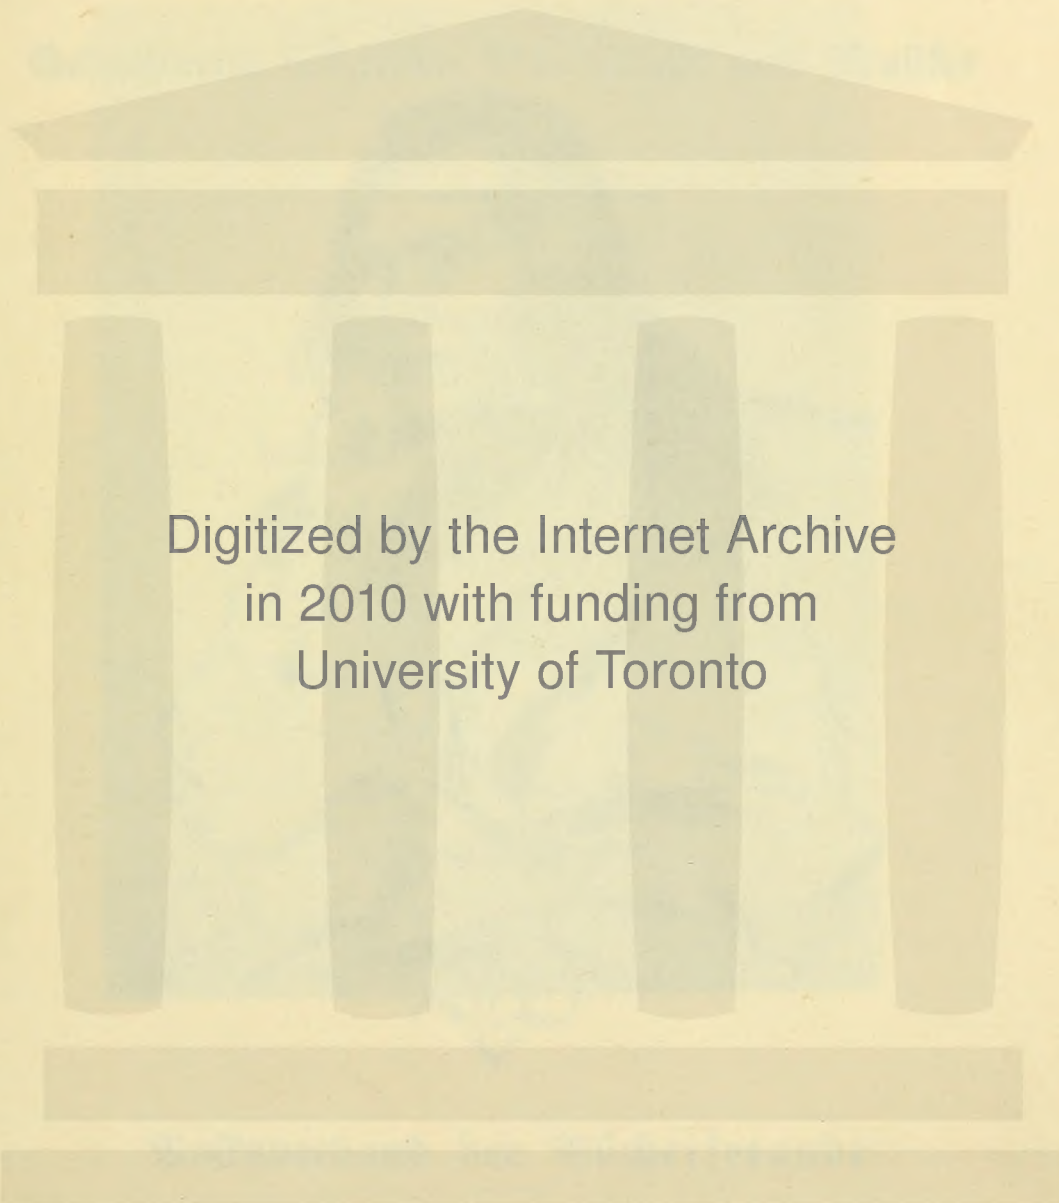 Digitized by the Internet Archive
in 2010 with funding from
University of Toronto